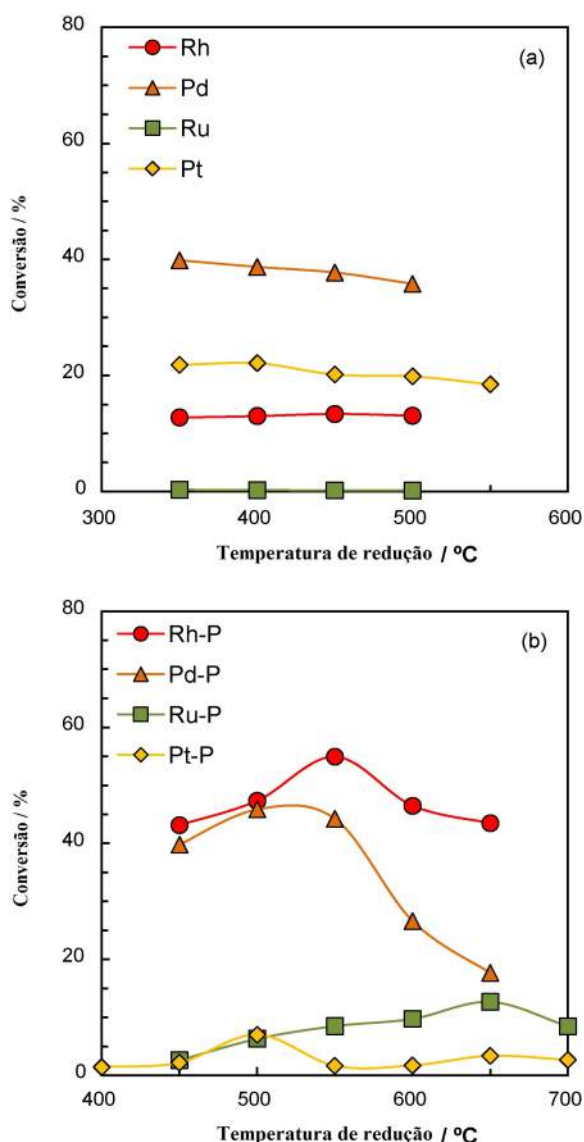 80
(a)
Rh
Pd
Ru
Pt
60
40
20
0
Conversão / %
300
400
500
600
Temperatura de redução / ºC
80
(b)
Rh-P
Pd-P
Ru-P
Pt-P
60
40
20
0
Conversão / %
400
500
600
700
Temperatura de redução / ºC